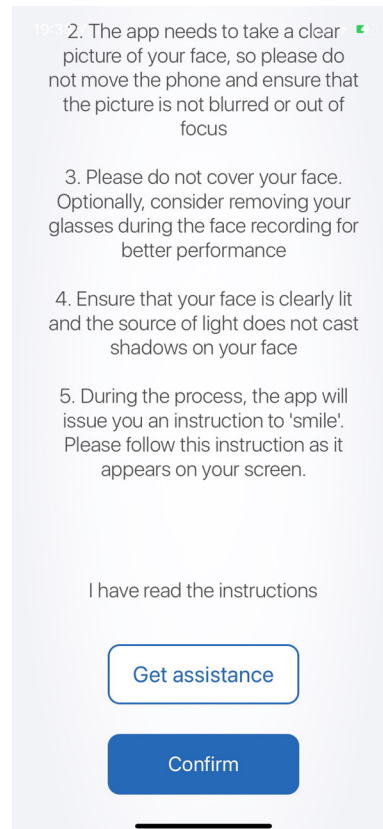 2. The app needs to take a clear
picture of your face, so please do
not move the phone and ensure that
the picture is not blurred or out of
focus
3. Please do not cover your face.
Optionally, consider removing your
glasses during the face recording for
better performance
4. Ensure that your face is clearly lit
and the source of light does not cast
shadows on your face
5. During the process, the app will
issue you an instruction to 'smile'.
Please follow this instruction as it
appears on your screen.
I have read the instructions
Get assistance
Confirm